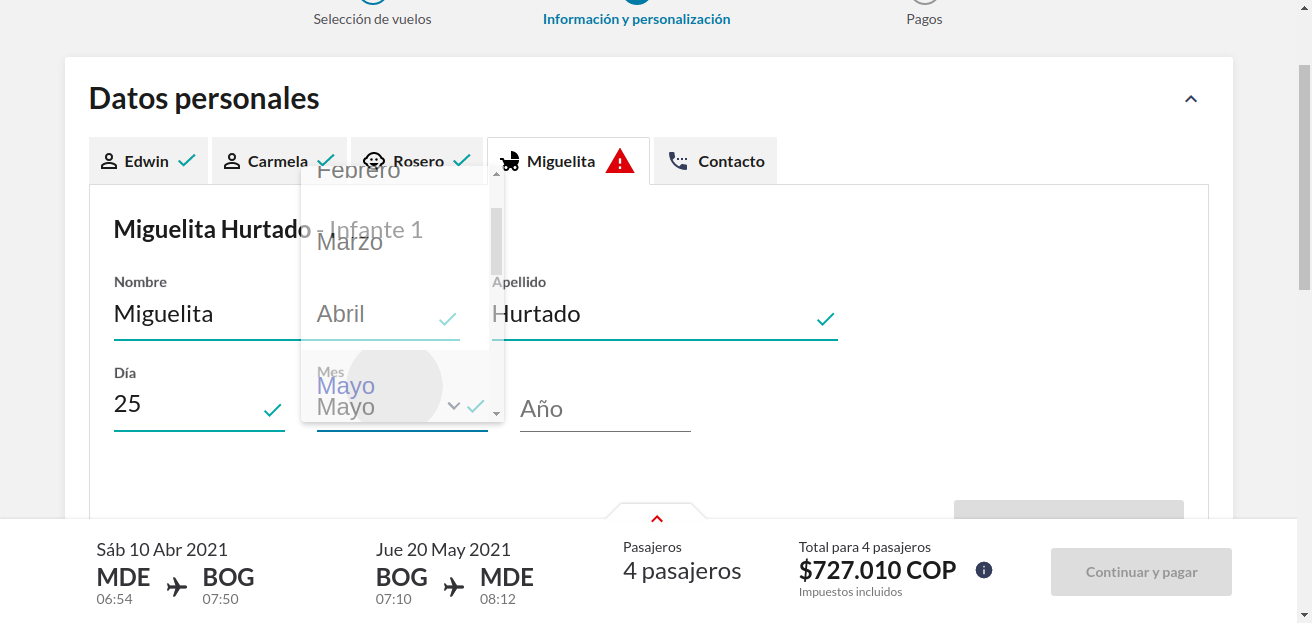 Selección de vuelos
Información y personalización
Pagos
Datos personales
Edwin
Carmela
Rosero
Miguelita
Contacto
Febrero
Miguelita Hurtado - Infante 1
Marzo
Nombre
Apellido
Miguelita
Abril
Hurtado
Día
Mes
Mayo
25
Mayo
Año
Sáb 10 Abr 2021
Jue 20 May 2021
Pasajeros
Total para 4 pasajeros
MDE BOG
BOG MDE
4 pasajeros
$727.010 COP
Continuar y pagar
06:54 07:50
07:10 08:12
Impuestos incluidos